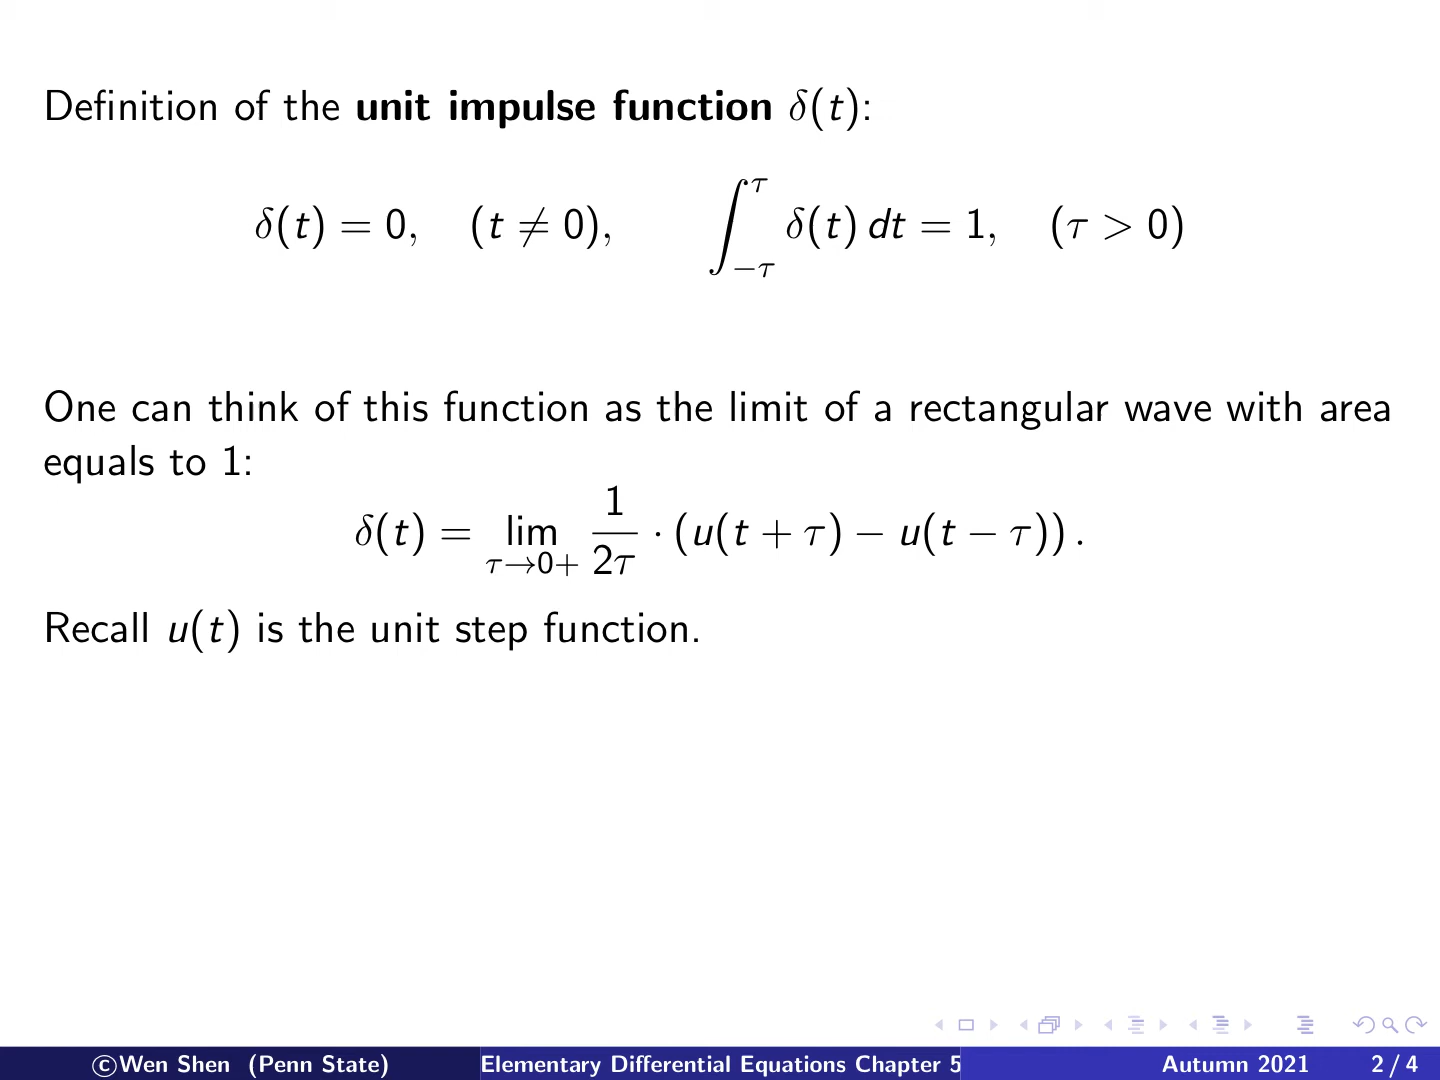 Definition of the unit impulse function δ(t):
δ(t) = 0, (t ≠ 0), ∫_{−τ}^{τ} δ(t) dt = 1, (τ > 0)
One can think of this function as the limit of a rectangular wave with area
equals to 1:
δ(t) = lim_{τ→0+} \frac{1}{2τ} · (u(t + τ) − u(t − τ)) .
Recall u(t) is the unit step function.
©Wen Shen (Penn State) Elementary Differential Equations Chapter 5 Autumn 2021 2 / 4